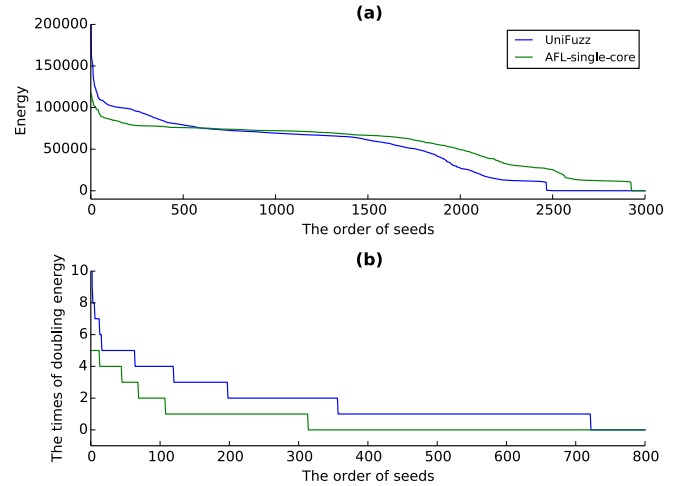 (a)
200000
150000
100000
50000
0
Energy
UniFuzz
AFL-single-core
0 500 1000 1500 2000 2500 3000
The order of seeds
(b)
10
8
6
4
2
0
The times of doubling energy
0 100 200 300 400 500 600 700 800
The order of seeds